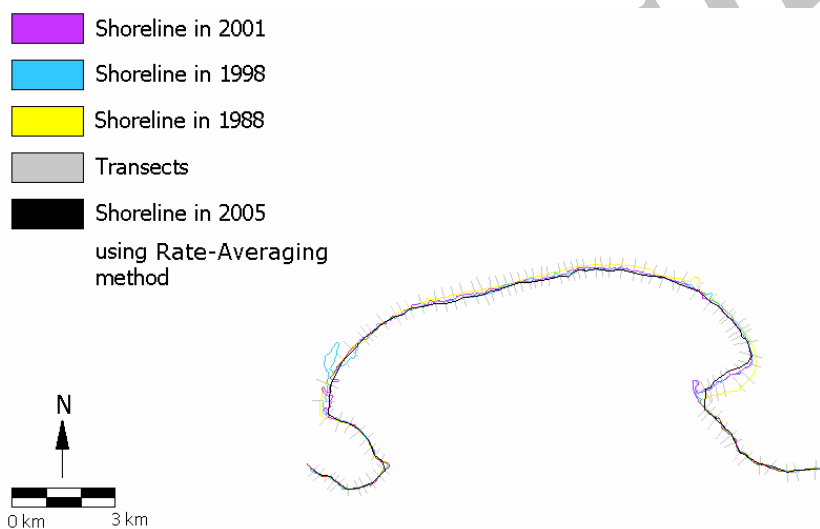 Shoreline in 2001
Shoreline in 1998
Shoreline in 1988
Transects
Shoreline in 2005
using Rate-Averaging
method
N
0 km 3 km